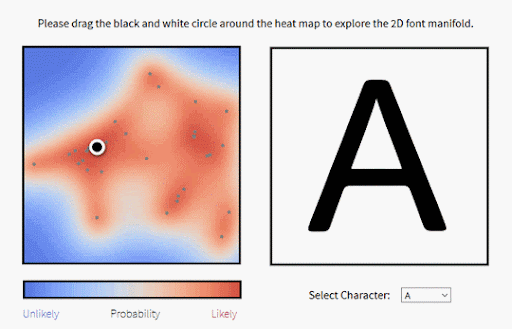 Please drag the black and white circle around the heat map to explore the 2D font manifold.
A
Unlikely Probability Likely
Select Character: A